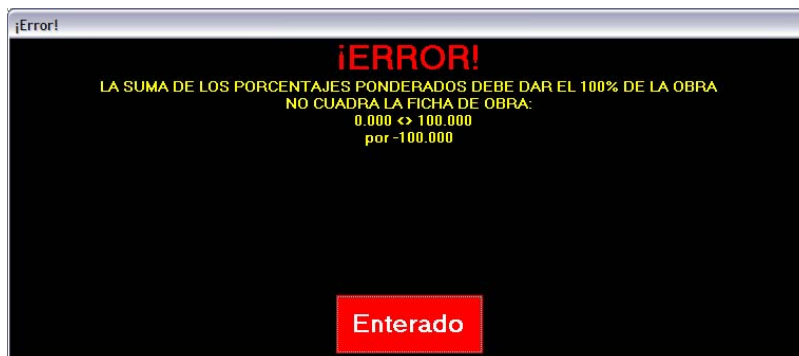 ¡Error!
¡ERROR!
LA SUMA DE LOS PORCENTAJES PONDERADOS DEBE DAR EL 100% DE LA OBRA
NO CUADRA LA FICHA DE OBRA:
0.000 <> 100.000
por -100.000
Enterado